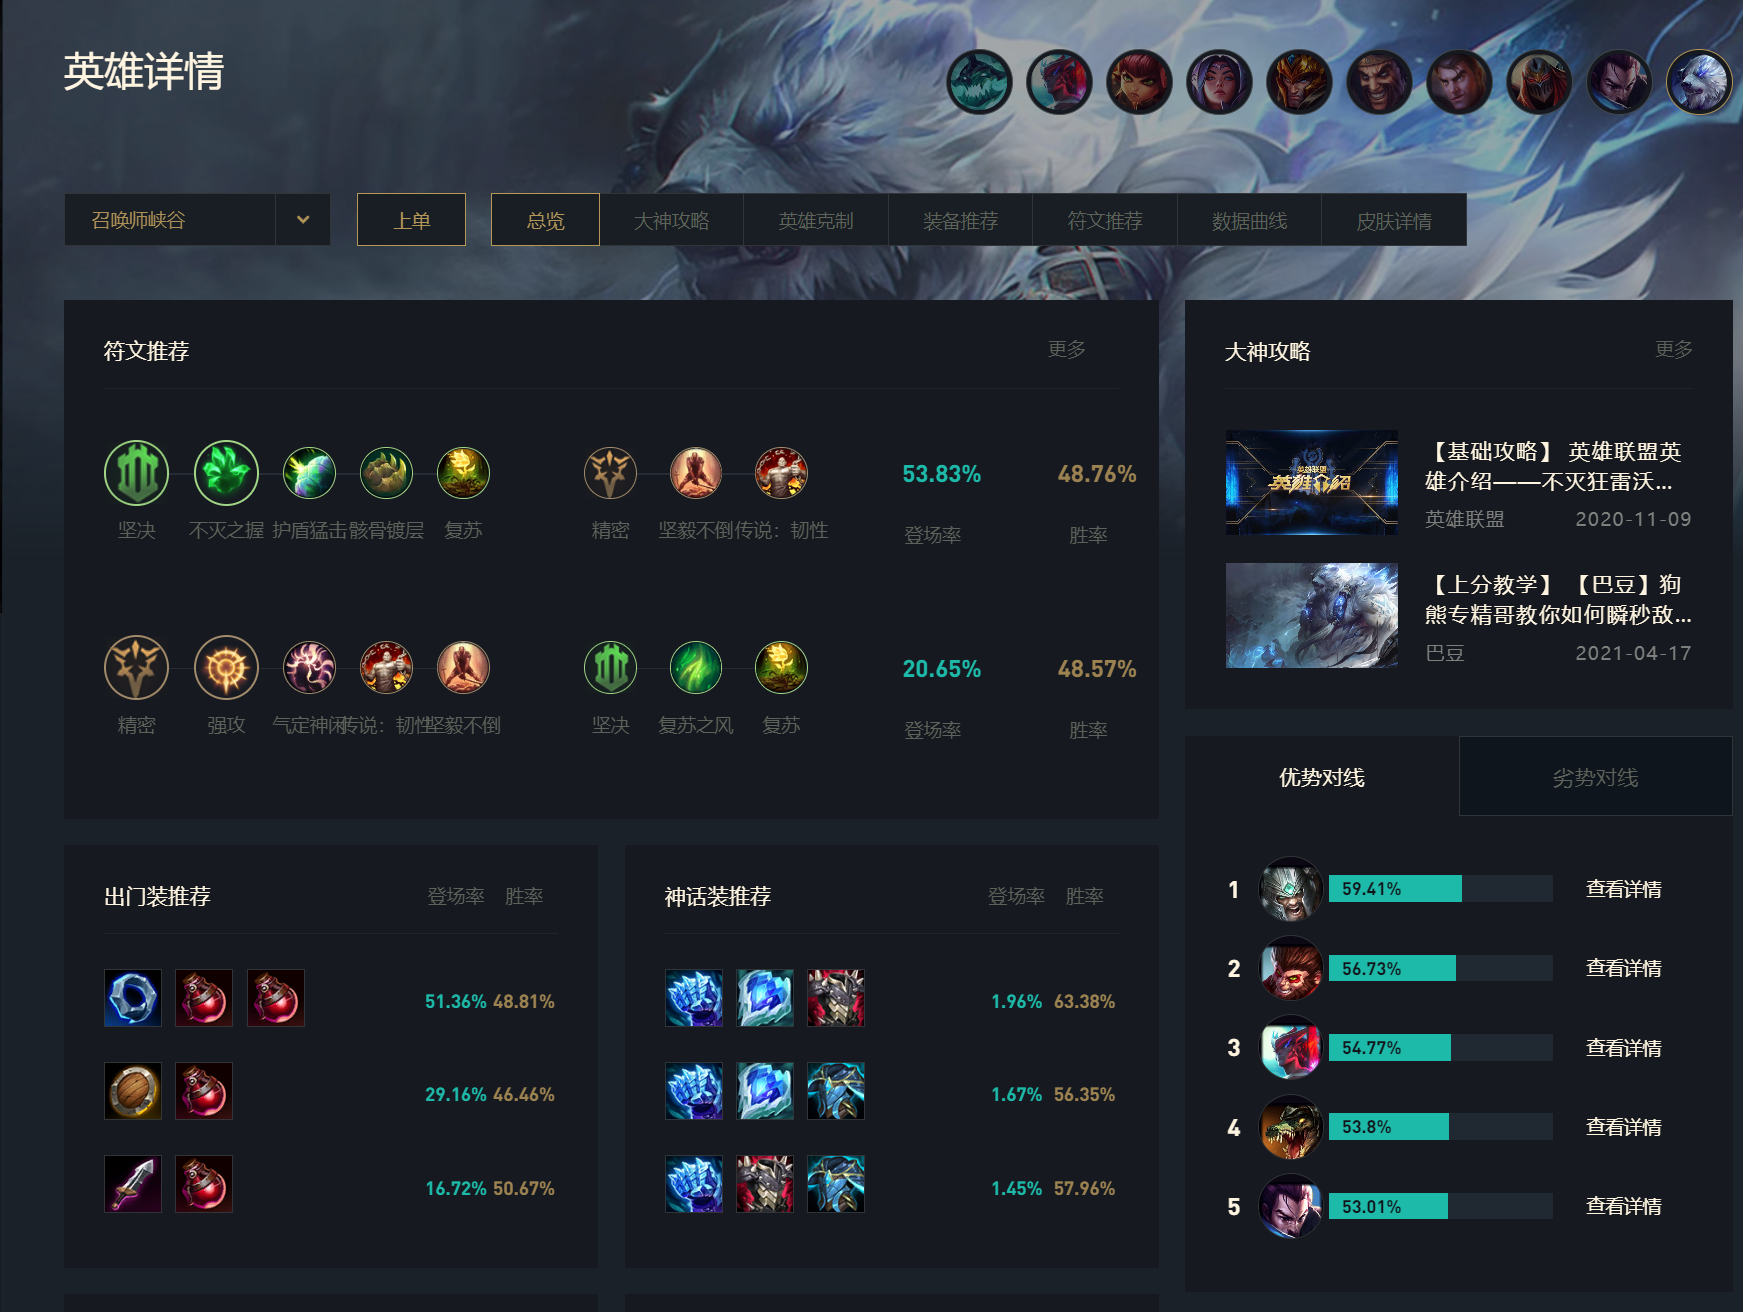 英雄详情
召唤师峡谷
上单
总览
大神攻略
英雄克制
装备推荐
符文推荐
数据曲线
皮肤详情
符文推荐
更多
坚决
不灭之握
护盾猛击
骸骨镀层
复苏
精密
坚毅不倒
传说：韧性
53.83%
登场率
48.76%
胜率
精密
强攻
气定神闲
传说：韧性
坚毅不倒
坚决
复苏之风
复苏
20.65%
登场率
48.57%
胜率
大神攻略
更多
英雄联盟
英雄介绍
【基础攻略】 英雄联盟英
雄介绍——不灭狂雷沃...
英雄联盟
2020-11-09
【上分教学】 【巴豆】狗
熊专精哥教你如何瞬秒敌...
巴豆
2021-04-17
出门装推荐
登场率 胜率
51.36% 48.81%
29.16% 46.46%
16.72% 50.67%
神话装推荐
登场率 胜率
1.96% 63.38%
1.67% 56.35%
1.45% 57.96%
优势对线
劣势对线
1 59.41% 查看详情
2 56.73% 查看详情
3 54.77% 查看详情
4 53.8% 查看详情
5 53.01% 查看详情